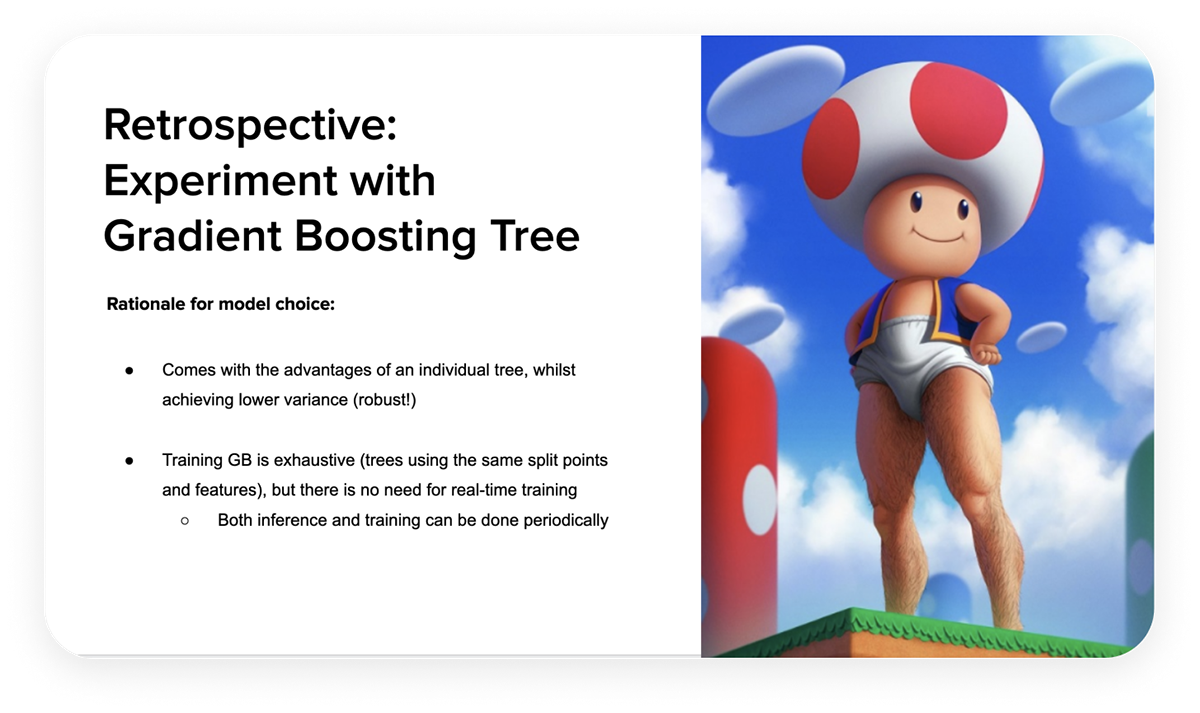 Retrospective:
Experiment with
Gradient Boosting Tree
Rationale for model choice:
● Comes with the advantages of an individual tree, whilst
achieving lower variance (robust!)
● Training GB is exhaustive (trees using the same split points
and features), but there is no need for real-time training
○ Both inference and training can be done periodically